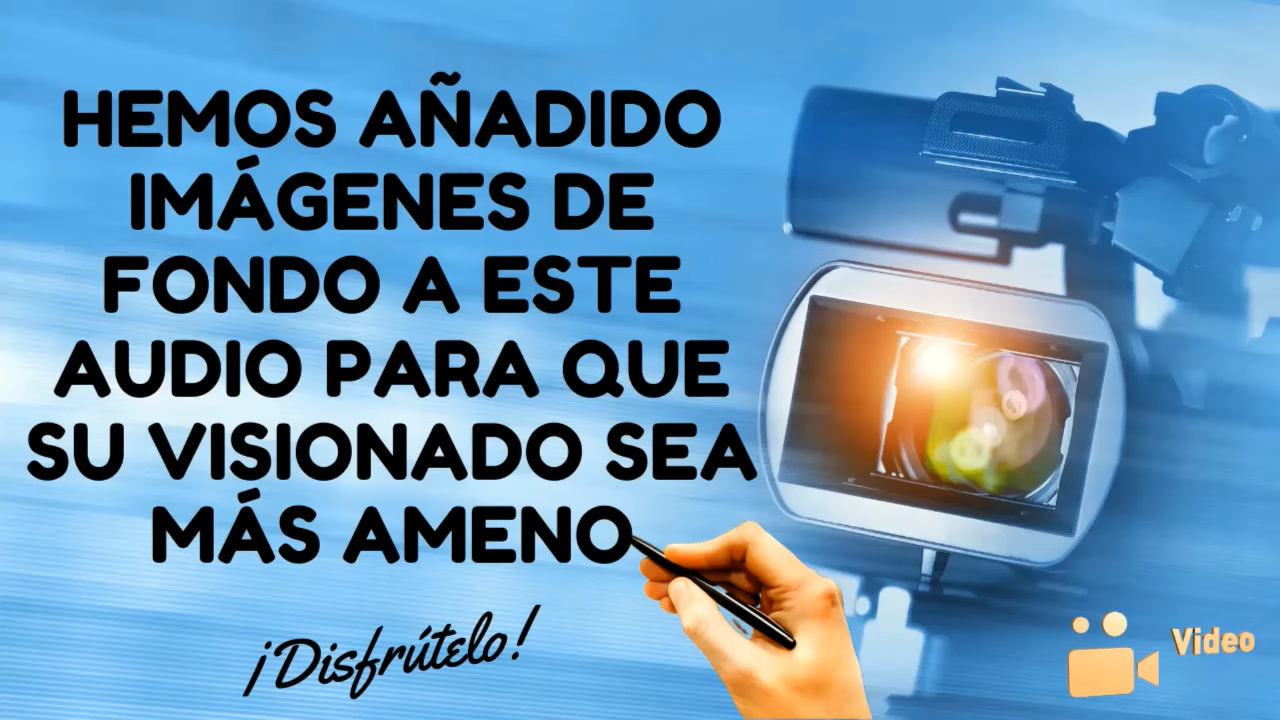 HEMOS AÑADIDO
IMÁGENES DE
FONDO A ESTE
AUDIO PARA QUE
SU VISIONADO SEA
MÁS AMENO
¡Disfrútelo!
Video